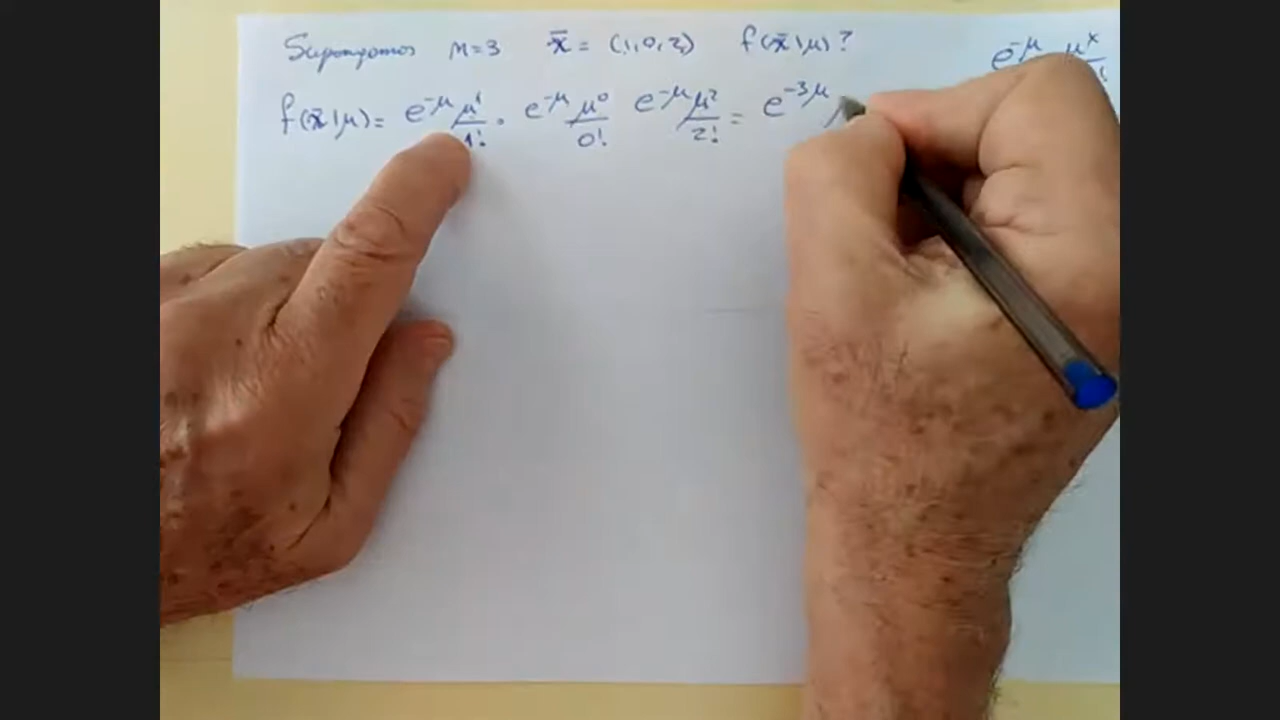 Supongamos n=3 x̄ = (1,0,2) f(x̄|μ)?
e^-μ μ^x
f(x̄|μ) = e^-μ μ^1/1! · e^-μ μ^0/0! e^-μ μ^2/2! = e^-3μ